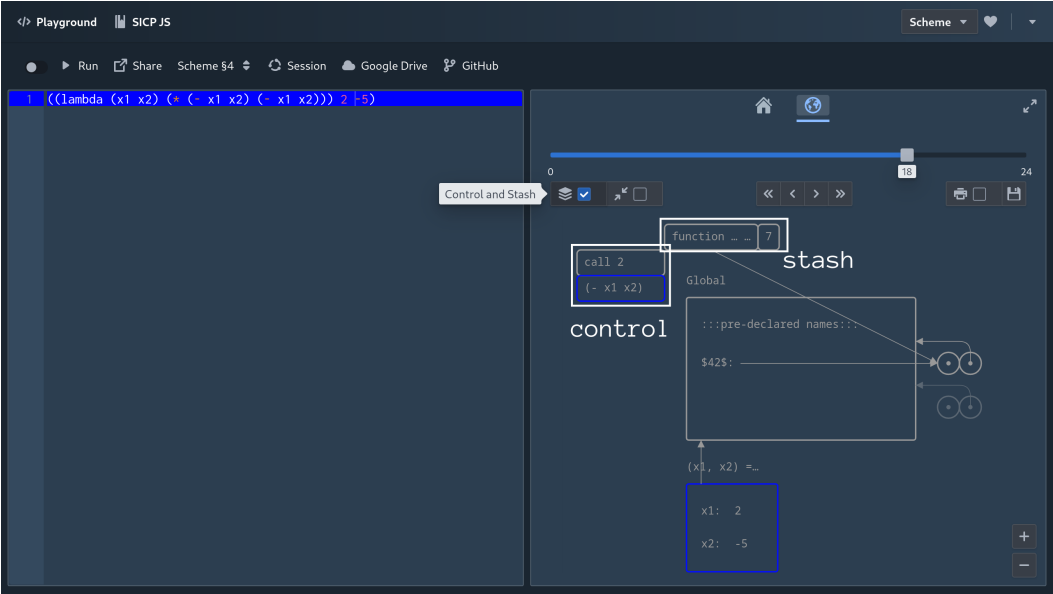 </> Playground SICP JS Scheme
Run Share Scheme §4 Session Google Drive GitHub
1 ((lambda (x1 x2) (* (- x1 x2) (- x1 x2))) 2 -5)
0 18 24
Control and Stash
function … … 7
stash
call 2
(- x1 x2)
control
Global
:::pre-declared names:::
$42$:
(x1, x2) =…
x1: 2
x2: -5